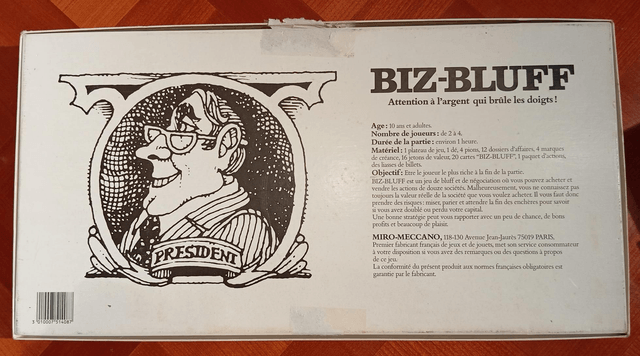 BIZ-BLUFF
Attention à l'argent qui brûle les doigts !
Age : 10 ans et adultes.
Nombre de joueurs : de 2 à 4.
Durée de la partie : environ 1 heure.
Matériel : 1 plateau de jeu, 1 dé, 4 pions, 12 dossiers d'affaires, 4 marques
de créance, 16 jetons de valeur, 20 cartes "BIZ-BLUFF", 1 paquet d'actions,
des liasses de billets.
Objectif : Etre le joueur le plus riche à la fin de la partie.
BIZ-BLUFF est un jeu de bluff et de négociation où vous pouvez acheter et
vendre les actions de douze sociétés. Malheureusement, vous ne connaissez pas
toujours la valeur réelle de la société que vous voulez acheter. Il vous faut donc
prendre des risques : miser, parier et attendre la fin des enchères pour savoir
si vous avez doublé ou perdu votre capital.
Une bonne stratégie peut vous rapporter avec un peu de chance, de bons
profits et beaucoup de plaisir.
MIRO-MECCANO, 118-130 Avenue Jean-Jaurès 75019 PARIS,
Premier fabricant français de jeux et de jouets, met son service consommateur
à votre disposition si vous avez des remarques ou des questions à propos
de ce jeu.
La conformité du présent produit aux normes françaises obligatoires est
garantie par le fabricant.
PRESIDENT
3 010007 514087